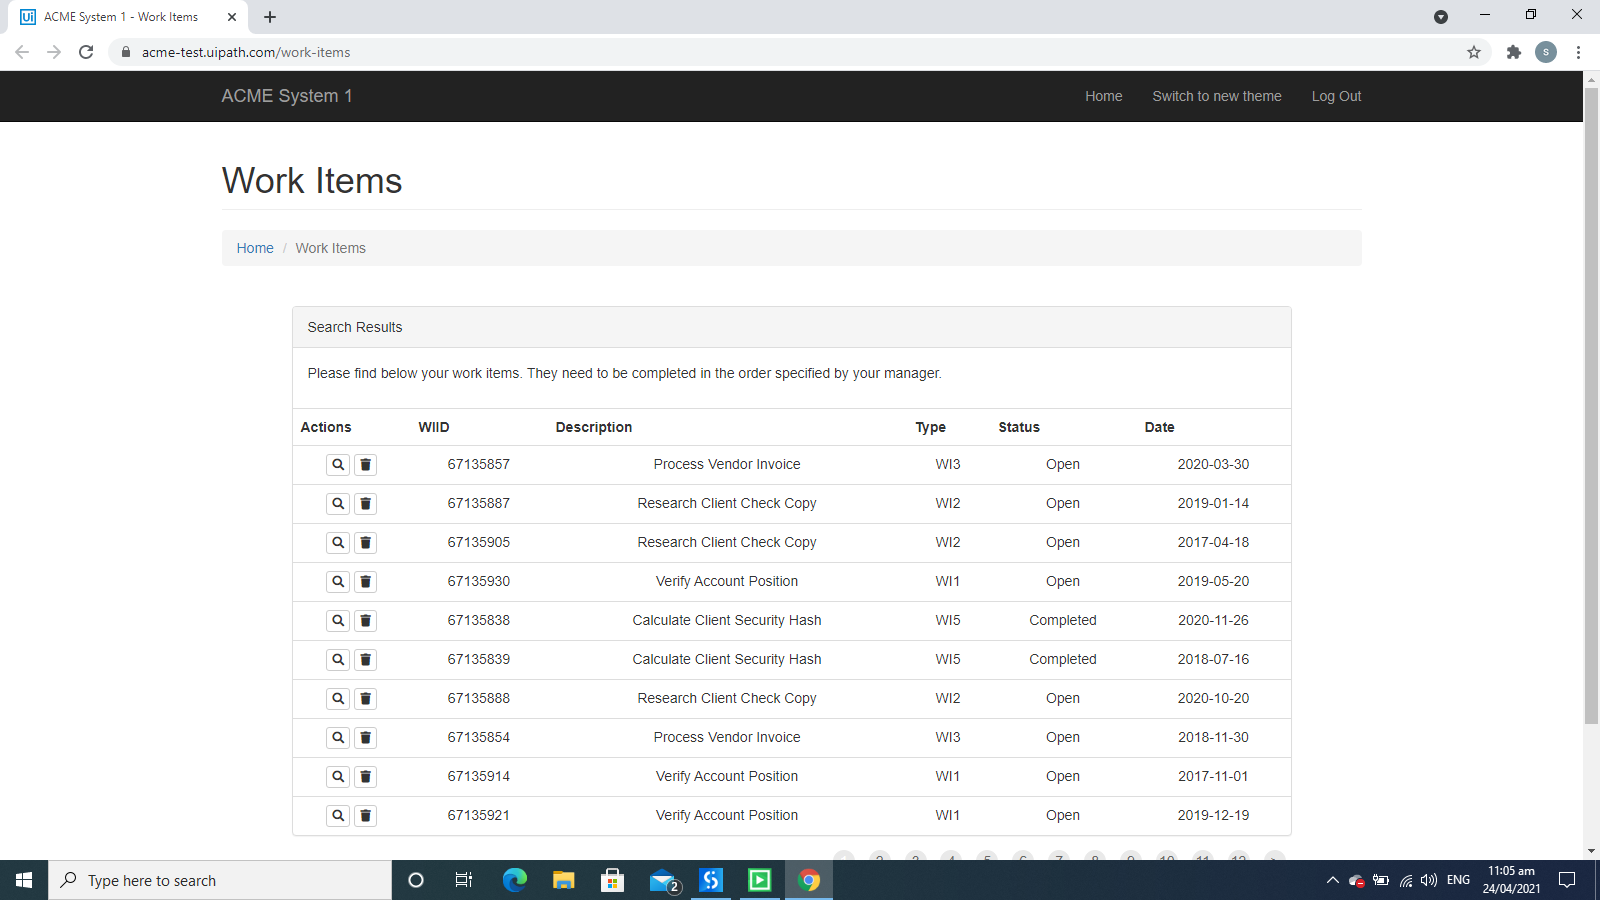 ACME System 1 - Work Items
acme-test.uipath.com/work-items
S
ACME System 1 Home Switch to new theme Log Out
Work Items
Home / Work Items
Search Results
Please find below your work items. They need to be completed in the order specified by your manager.
Actions WIID Description Type Status Date
67135857 Process Vendor Invoice WI3 Open 2020-03-30
67135887 Research Client Check Copy WI2 Open 2019-01-14
67135905 Research Client Check Copy WI2 Open 2017-04-18
67135930 Verify Account Position WI1 Open 2019-05-20
67135838 Calculate Client Security Hash WI5 Completed 2020-11-26
67135839 Calculate Client Security Hash WI5 Completed 2018-07-16
67135888 Research Client Check Copy WI2 Open 2020-10-20
67135854 Process Vendor Invoice WI3 Open 2018-11-30
67135914 Verify Account Position WI1 Open 2017-11-01
67135921 Verify Account Position WI1 Open 2019-12-19
Type here to search 2 ENG 11:05 am
24/04/2021